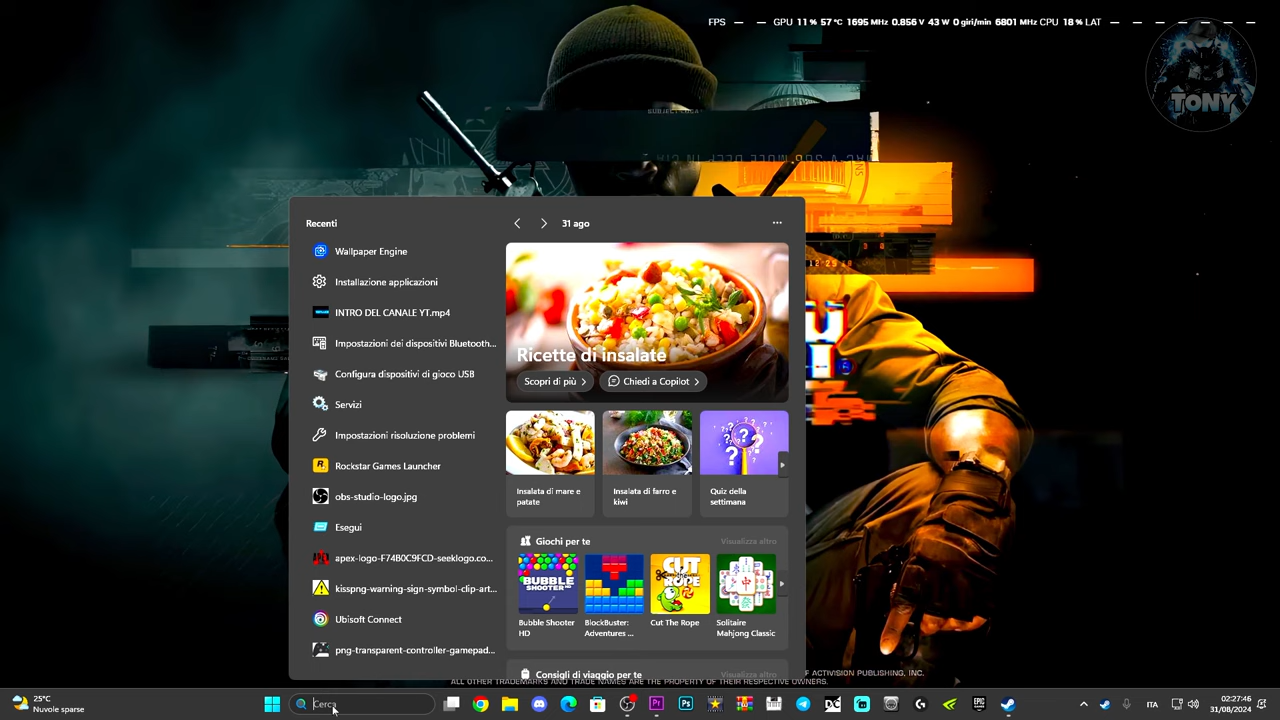 FPS — — GPU 11 % 57 °C 1695 MHz 0.856 V 43 W 0 giri/min 6801 MHz CPU 18 % LAT — — — — — — —
TONY
Recenti
Wallpaper Engine
Installazione applicazioni
INTRO DEL CANALE YT.mp4
Impostazioni dei dispositivi Bluetooth...
Configura dispositivi di gioco USB
Servizi
Impostazioni risoluzione problemi
Rockstar Games Launcher
obs-studio-logo.jpg
Esegui
apex-logo-F74B0C9FCD-seeklogo.co...
kisspng-warning-sign-symbol-clip-art...
Ubisoft Connect
png-transparent-controller-gamepad...
31 ago
Ricette di insalate
Scopri di più
Chiedi a Copilot
Insalata di mare e
patate
Insalata di farro e
kiwi
Quiz della
settimana
Giochi per te
Visualizza altro
BUBBLE
SHOOTER
CUT
ROPE
Bubble Shooter
HD
BlockBuster:
Adventures ...
Cut The Rope
Solitaire
Mahjong Classic
Consigli di viaggio per te
Visualizza altro
F ACTIVISION PUBLISHING, INC.
ALL OTHER TRADEMARKS AND TRADE NAMES ARE THE PROPERTY OF THEIR RESPECTIVE OWNERS.
25°C
Nuvole sparse
Cerca
ITA
02:27:46
31/08/2024